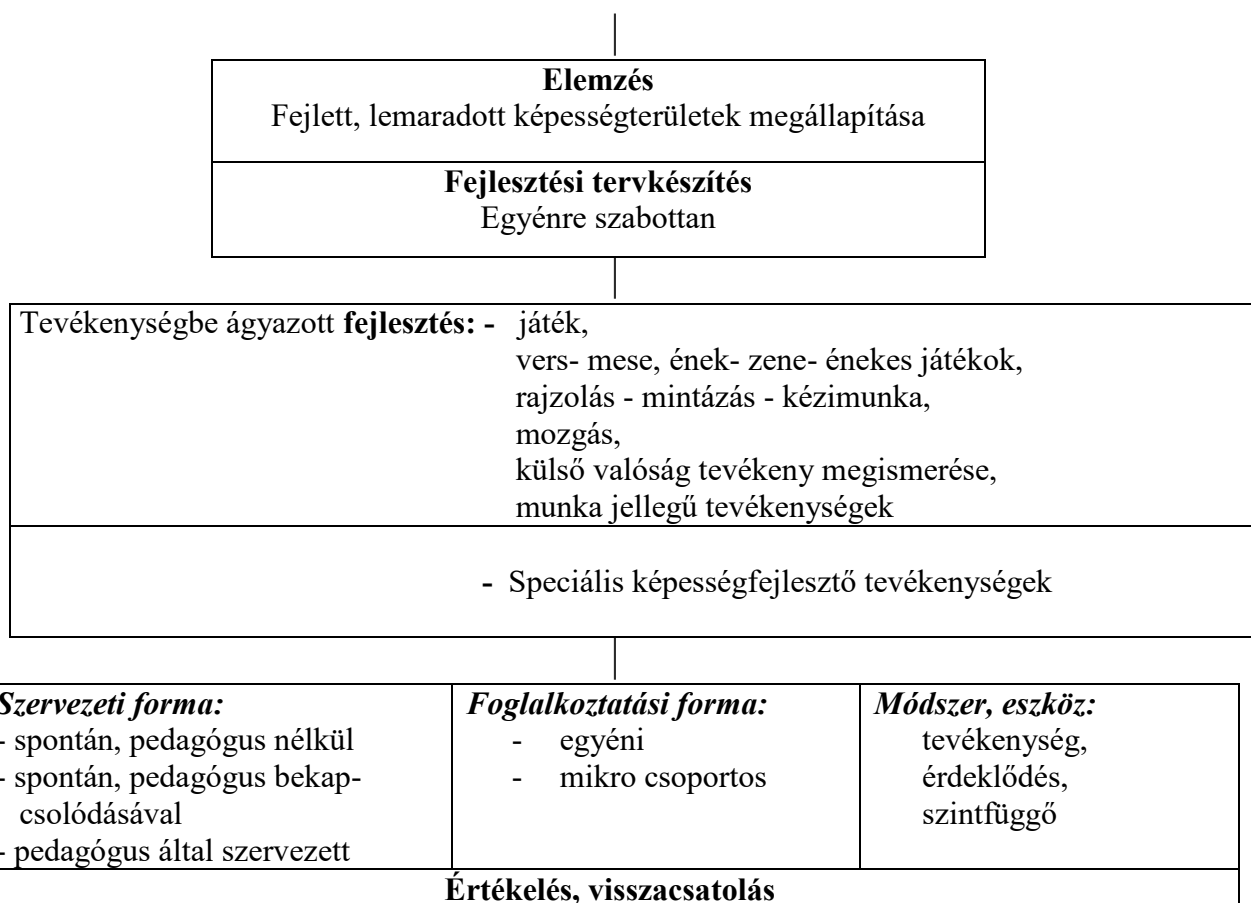 Elemzés
Fejlett, lemaradott képességterületek megállapítása
Fejlesztési tervkészítés
Egyénre szabottan
Tevékenységbe ágyazott fejlesztés: - játék,
vers- mese, ének- zene- énekes játékok,
rajzolás - mintázás - kézimunka,
mozgás,
külső valóság tevékeny megismerése,
munka jellegű tevékenységek
- Speciális képességfejlesztő tevékenységek
Szervezeti forma:
- spontán, pedagógus nélkül
- spontán, pedagógus bekap-
csolódásával
- pedagógus által szervezett
Foglalkoztatási forma:
- egyéni
- mikro csoportos
Módszer, eszköz:
tevékenység,
érdeklődés,
szintfüggő
Értékelés, visszacsatolás